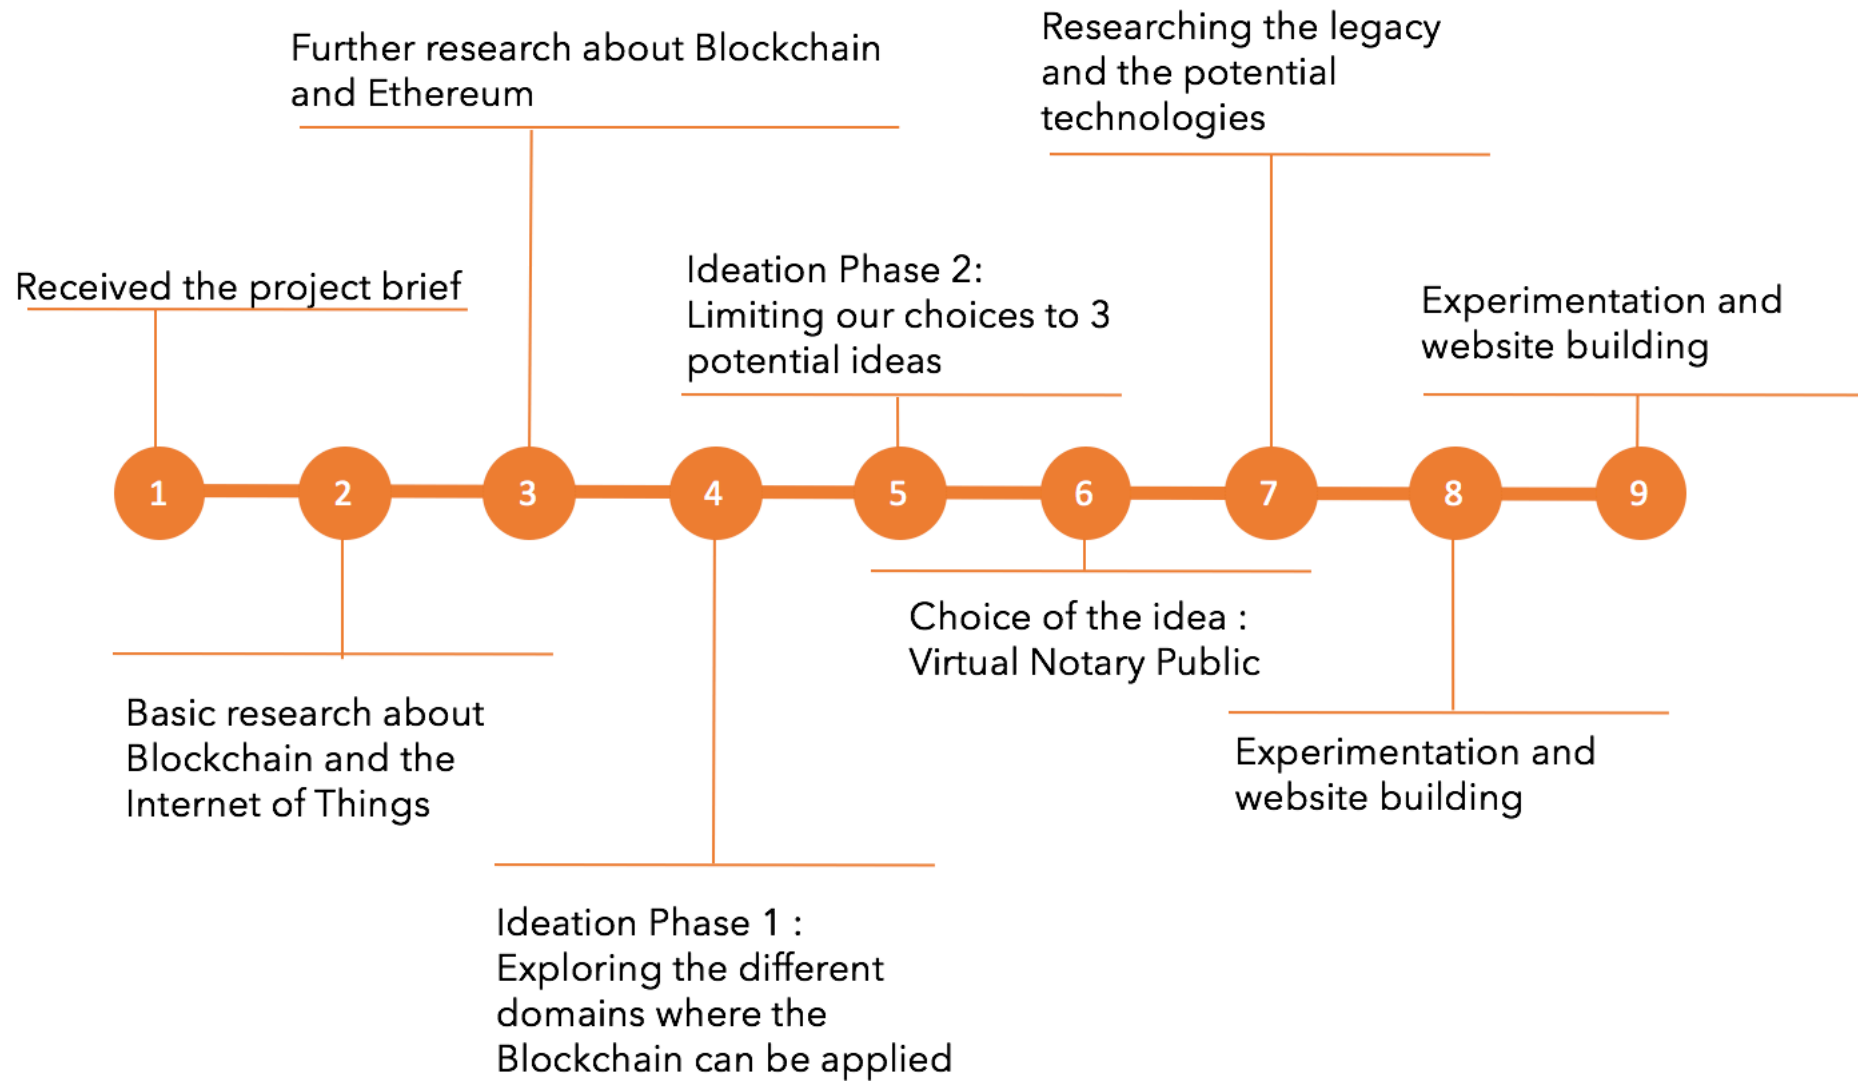 Further research about Blockchain
and Ethereum
Researching the legacy
and the potential
technologies
Received the project brief
Ideation Phase 2:
Limiting our choices to 3
potential ideas
Experimentation and
website building
1 2 3 4 5 6 7 8 9
Basic research about
Blockchain and the
Internet of Things
Choice of the idea :
Virtual Notary Public
Experimentation and
website building
Ideation Phase 1 :
Exploring the different
domains where the
Blockchain can be applied